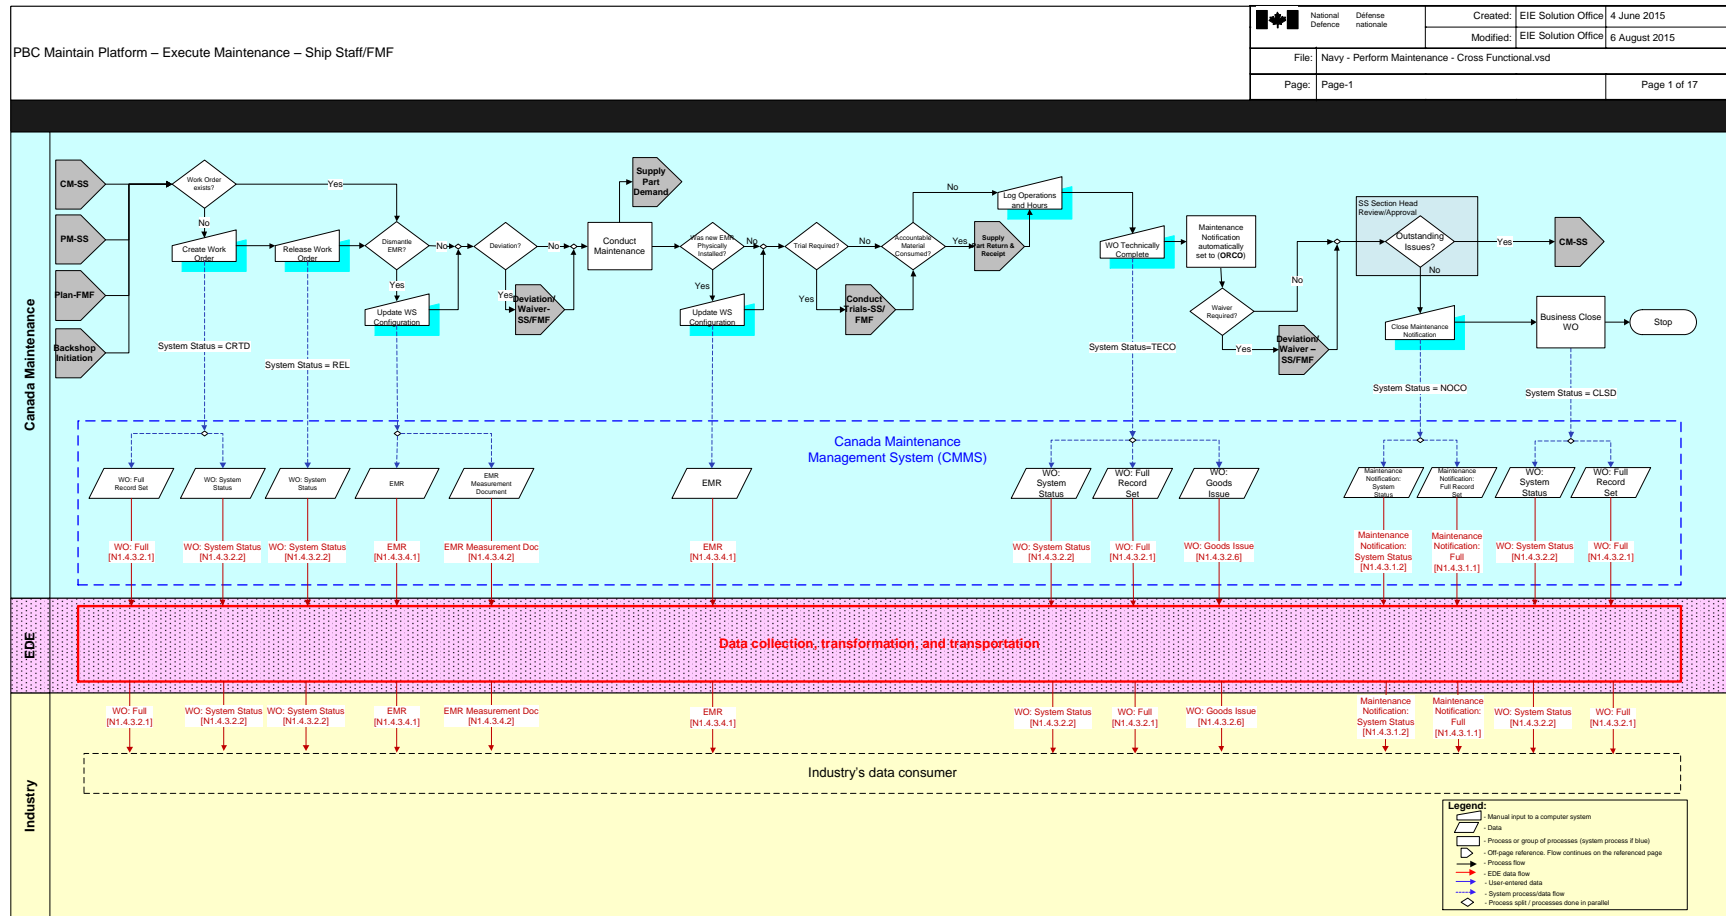 PBC Maintain Platform – Execute Maintenance – Ship Staff/FMF
National
Defence
Défense
nationale
Created:
EIE Solution Office
4 June 2015
Modified:
EIE Solution Office
6 August 2015
File:
Navy - Perform Maintenance - Cross Functional.vsd
Page:
Page-1
Page 1 of 17
Canada Maintenance
CM-SS
PM-SS
Plan-FMF
Backshop
Initiation
Work Order
exists?
Yes
No
Create Work
Order
Release Work
Order
Dismantle
EMR?
No
Yes
Update WS
Configuration
Deviation?
No
Yes
Deviation/
Waiver-
SS/FMF
Conduct
Maintenance
Supply
Part
Demand
Was new EMR
Physically
Installed?
No
Yes
Update WS
Configuration
Trial Required?
No
Yes
Conduct
Trials-SS/
FMF
Accountable
Material
Consumed?
No
Yes
Supply
Part Return &
Receipt
Log Operations
and Hours
WO Technically
Complete
Maintenance
Notification
automatically
set to (ORCO)
Waiver
Required?
No
Yes
Deviation/
Waiver –
SS/FMF
SS Section Head
Review/Approval
Outstanding
Issues?
Yes
No
CM-SS
Close Maintenance
Notification
Business Close
WO
Stop
System Status = CRTD
System Status = REL
System Status=TECO
System Status = NOCO
System Status = CLSD
Canada Maintenance
Management System (CMMS)
WO: Full
Record Set
WO: System
Status
WO: System
Status
EMR
EMR
Measurement
Document
EMR
WO:
System
Status
WO: Full
Record
Set
WO:
Goods
Issue
Maintenance
Notification:
System
Status
Maintenance
Notification:
Full Record
Set
WO:
System
Status
WO: Full
Record
Set
WO: Full
[N1.4.3.2.1]
WO: System Status
[N1.4.3.2.2]
WO: System Status
[N1.4.3.2.2]
EMR
[N1.4.3.4.1]
EMR Measurement Doc
[N1.4.3.4.2]
EMR
[N1.4.3.4.1]
WO: System Status
[N1.4.3.2.2]
WO: Full
[N1.4.3.2.1]
WO: Goods Issue
[N1.4.3.2.6]
Maintenance
Notification:
System Status
[N1.4.3.1.2]
Maintenance
Notification:
Full
[N1.4.3.1.1]
WO: System Status
[N1.4.3.2.2]
WO: Full
[N1.4.3.2.1]
EDE
Data collection, transformation, and transportation
WO: Full
[N1.4.3.2.1]
WO: System Status
[N1.4.3.2.2]
WO: System Status
[N1.4.3.2.2]
EMR
[N1.4.3.4.1]
EMR Measurement Doc
[N1.4.3.4.2]
EMR
[N1.4.3.4.1]
WO: System Status
[N1.4.3.2.2]
WO: Full
[N1.4.3.2.1]
WO: Goods Issue
[N1.4.3.2.6]
Maintenance
Notification:
System Status
[N1.4.3.1.2]
Maintenance
Notification:
Full
[N1.4.3.1.1]
WO: System Status
[N1.4.3.2.2]
WO: Full
[N1.4.3.2.1]
Industry
Industry's data consumer
Legend:
- Manual input to a computer system
- Data
- Process or group of processes (system process if blue)
- Off-page reference. Flow continues on the referenced page
- Process flow
- EDE data flow
- User-entered data
- System process/data flow
- Process split / processes done in parallel